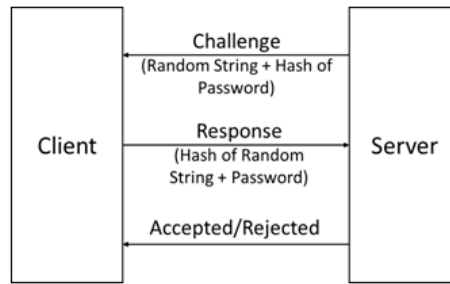 Challenge
(Random String + Hash of
Password)
Client
Response
Server
(Hash of Random
String + Password)
Accepted/Rejected